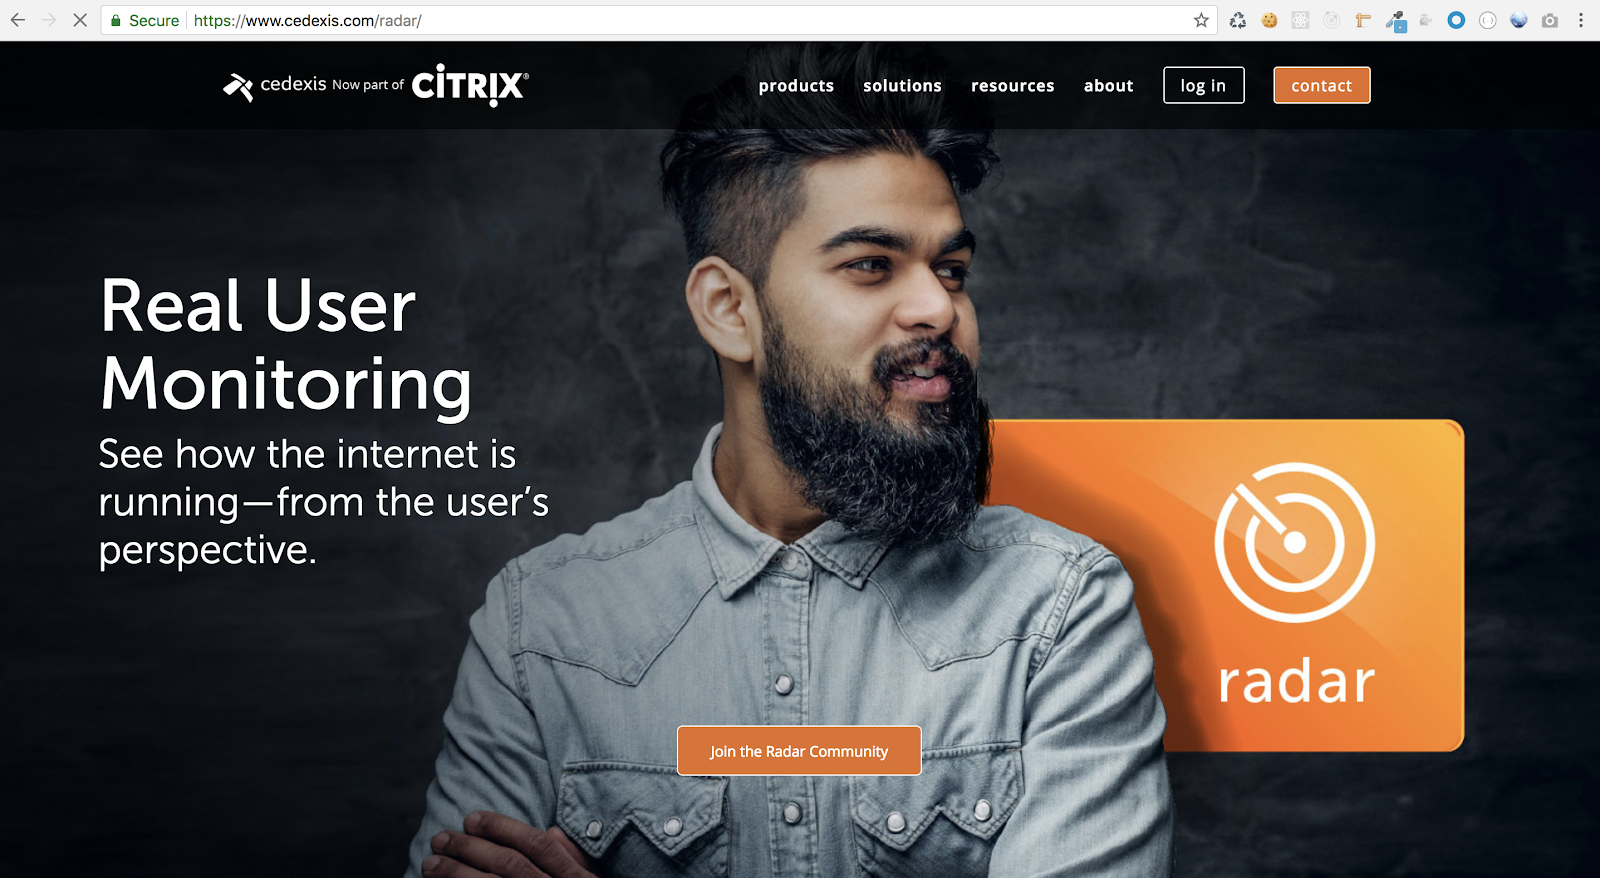 Secure https://www.cedexis.com/radar/
cedexis Now part of CiTRIX®
products solutions resources about log in contact
Real User
Monitoring
See how the internet is
running—from the user’s
perspective.
radar
Join the Radar Community